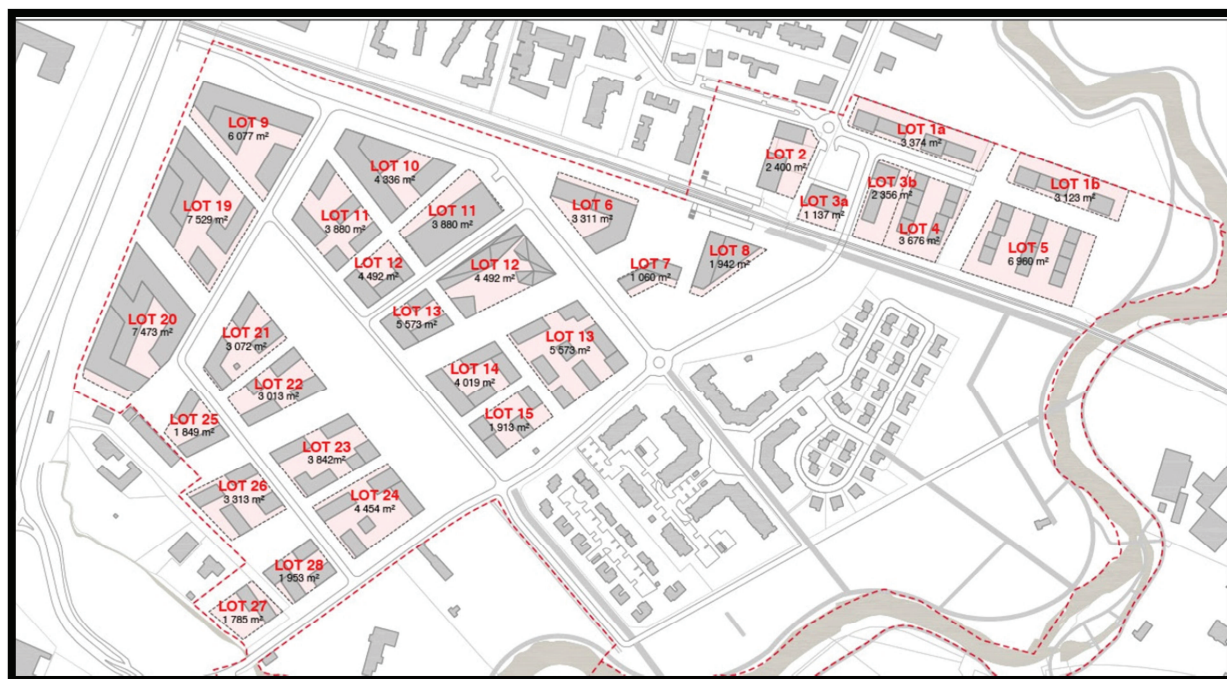 LOT 9
6 077 m²
LOT 10
4 336 m²
LOT 19
7 529 m²
LOT 11
3 880 m²
LOT 11
3 880 m²
LOT 12
4 492 m²
LOT 12
4 492 m²
LOT 6
3 311 m²
LOT 7
1 060 m²
LOT 8
1 942 m²
LOT 2
2 400 m²
LOT 1a
3 374 m²
LOT 1b
3 123 m²
LOT 3b
2 356 m²
LOT 3a
1 137 m²
LOT 4
3 676 m²
LOT 5
6 960 m²
LOT 20
7 473 m²
LOT 21
3 072 m²
LOT 13
5 573 m²
LOT 13
5 573 m²
LOT 22
3 013 m²
LOT 14
4 019 m²
LOT 15
1 913 m²
LOT 25
1 849 m²
LOT 23
3 842m²
LOT 26
3 313 m²
LOT 24
4 454 m²
LOT 28
1 953 m²
LOT 27
1 785 m²